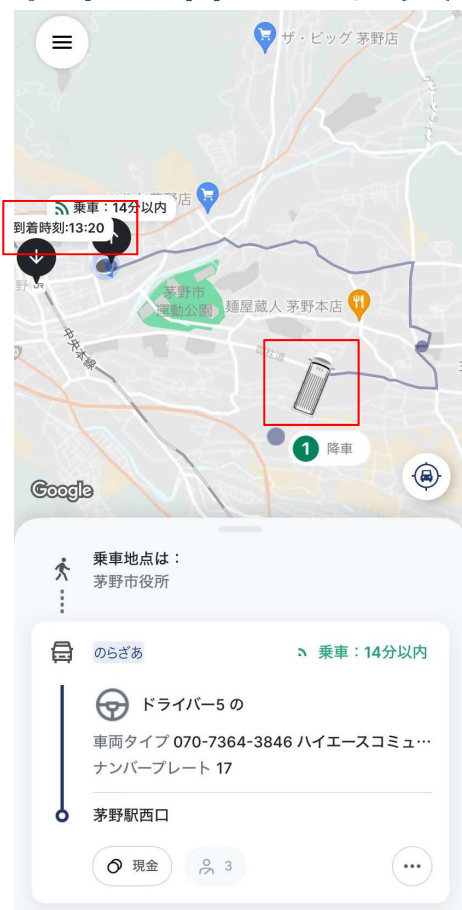 ザ・ビッグ 茅野店
店
乗車：14分以内
到着時刻:13:20
野
中央本線
茅野市
運動公園
麺屋蔵人 茅野本店
1 降車
Google
乗車地点は：
茅野市役所
のらざあ
乗車：14分以内
ドライバー5 の
車両タイプ 070-7364-3846 ハイエースコミュ…
ナンバープレート 17
茅野駅西口
現金
3